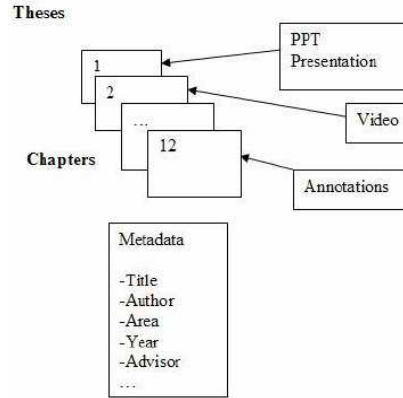 Theses
PPT
Presentation
1
2
Video
...
12
Chapters
Annotations
Metadata
-Title
-Author
-Area
-Year
-Advisor
...